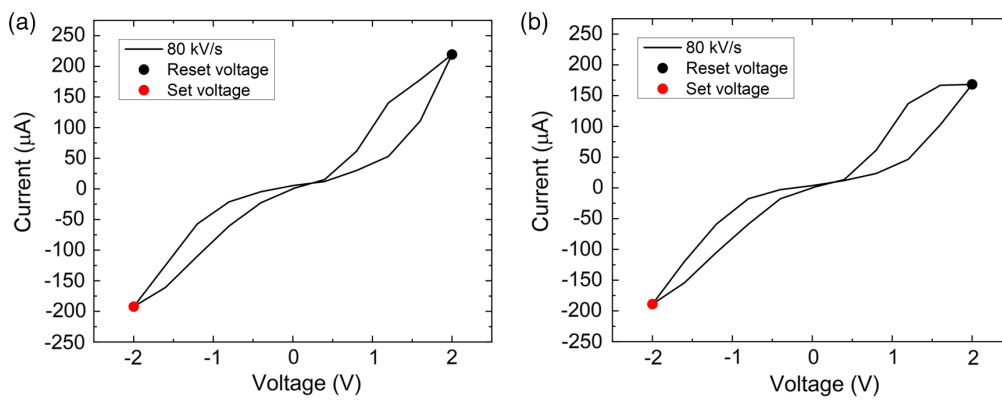 (a)
80 kV/s
Reset voltage
Set voltage
Current (μA)
250
200
150
100
50
0
-50
-100
-150
-200
-250
-2
-1
0
1
2
Voltage (V)
(b)
80 kV/s
Reset voltage
Set voltage
Current (μA)
250
200
150
100
50
0
-50
-100
-150
-200
-250
-2
-1
0
1
2
Voltage (V)